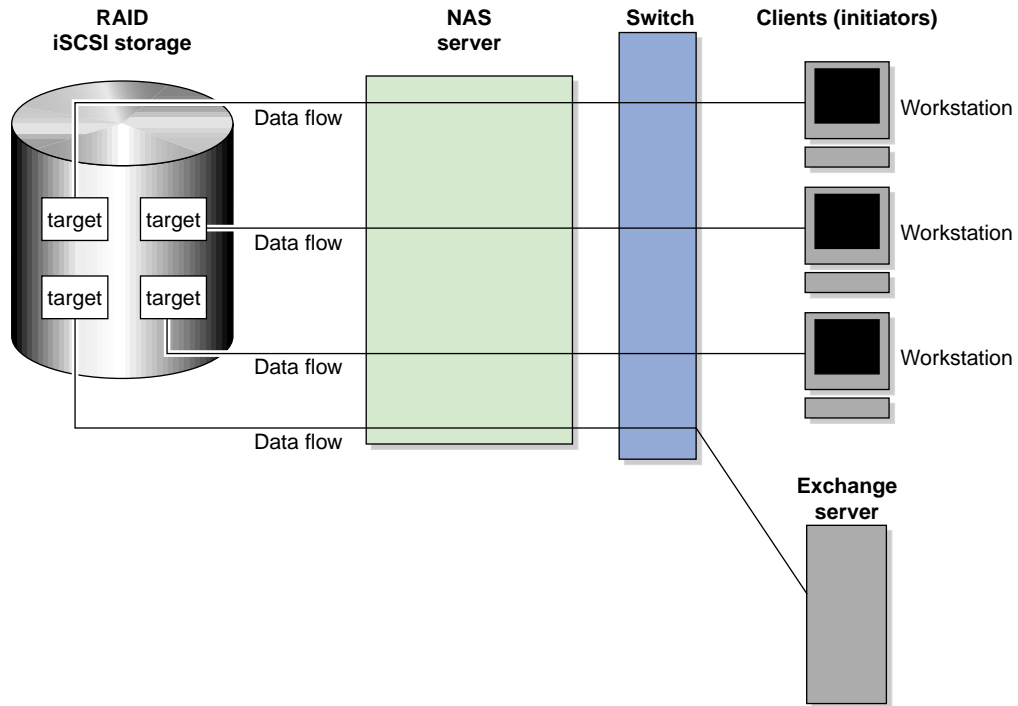 RAID
iSCSI storage
NAS
server
Switch
Clients (initiators)
Data flow
Workstation
target
target
Data flow
Workstation
target
target
Data flow
Workstation
Data flow
Exchange
server